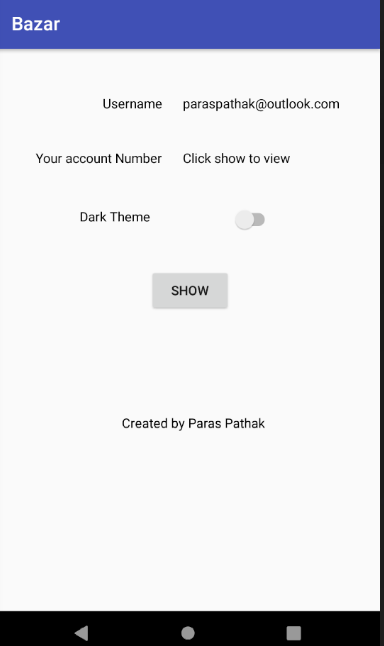 Bazar
Username paraspathak@outlook.com
Your account Number Click show to view
Dark Theme
SHOW
Created by Paras Pathak